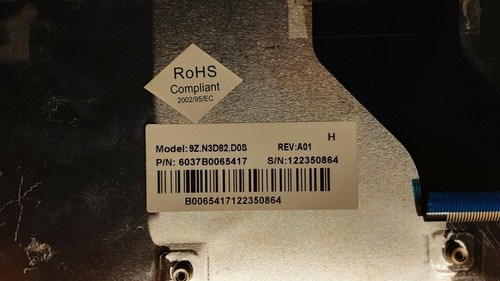 RoHS
Compliant
2002/95/EC
H
Model: 9Z.N3D82.D0S REV:A01
P/N: 6037B0065417 S/N:122350864
B0065417122350864